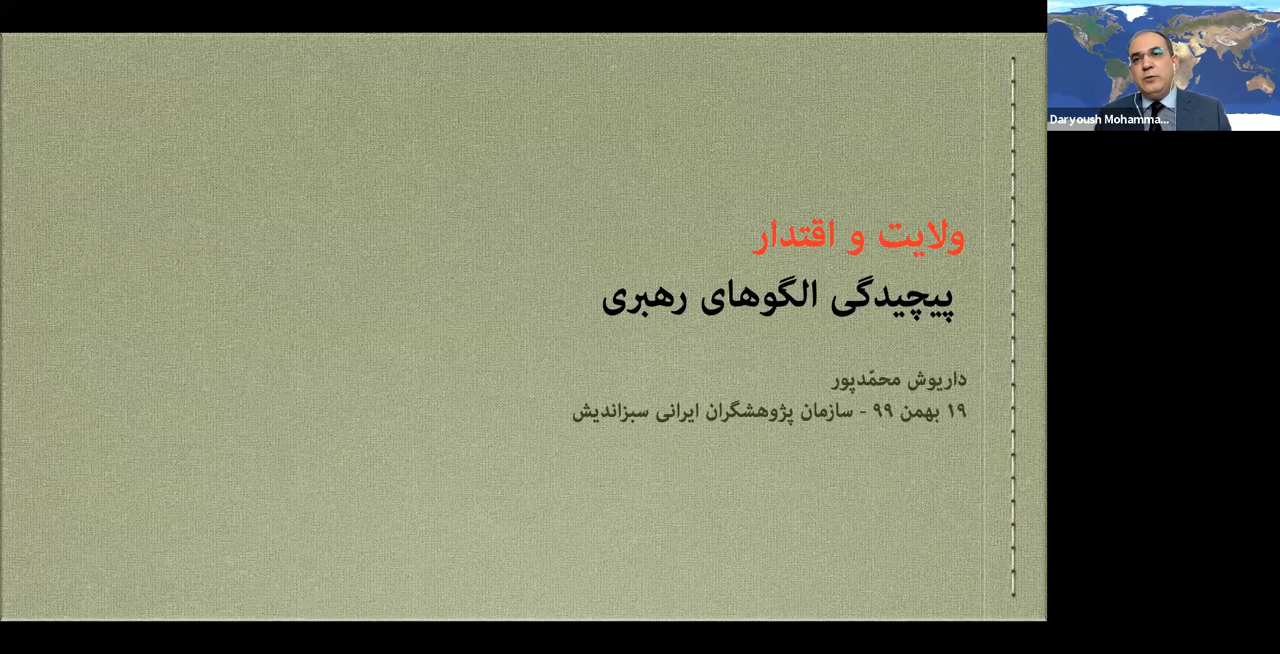 ولایت و اقتدار
پیچیدگی الگوهای رهبری
داریوش محمّدپور
۱۹ بهمن ۹۹ - سازمان پژوهشگران ایرانی سبزاندیش
Daryoush Mohamma...